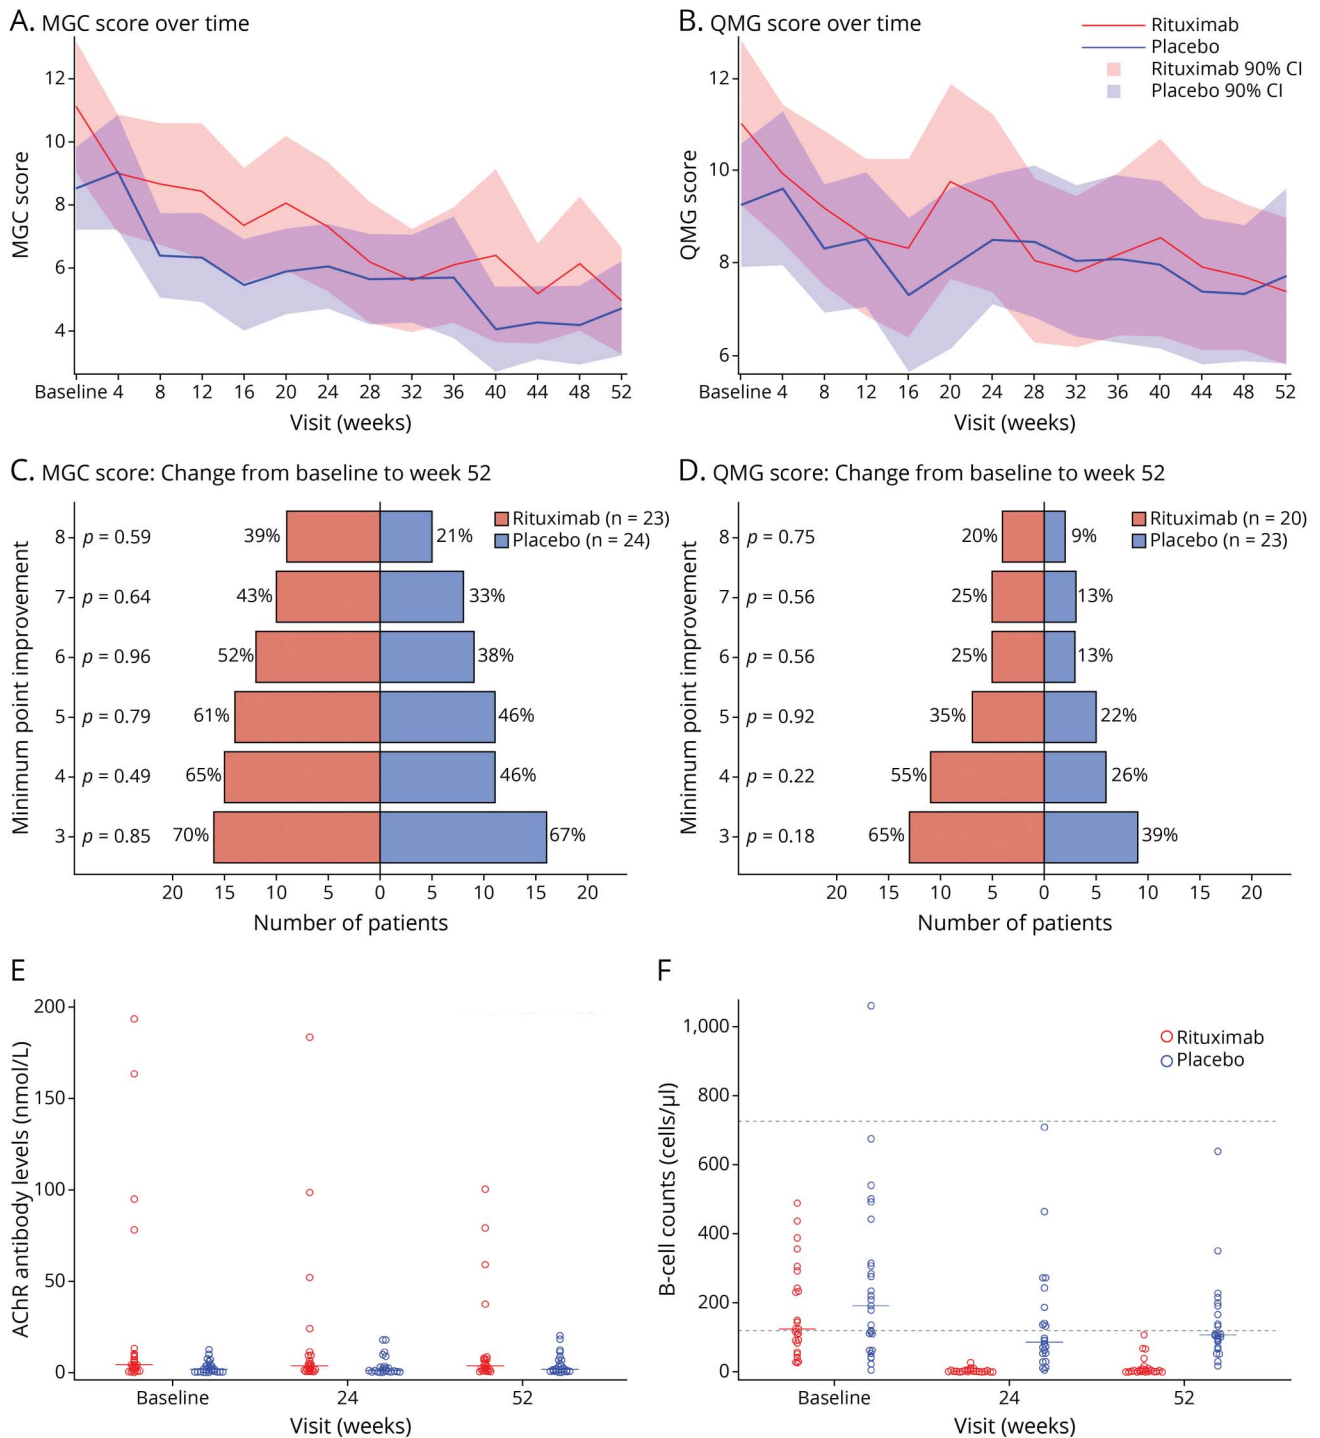 A. MGC score over time
MGC score
12
10
8
6
4
Baseline 4 8 12 16 20 24 28 32 36 40 44 48 52
Visit (weeks)
B. QMG score over time
Rituximab
Placebo
Rituximab 90% CI
Placebo 90% CI
QMG score
12
10
8
6
Baseline 4 8 12 16 20 24 28 32 36 40 44 48 52
Visit (weeks)
C. MGC score: Change from baseline to week 52
Rituximab (n = 23)
Placebo (n = 24)
Minimum point improvement
8 p = 0.59 39% 21%
7 p = 0.64 43% 33%
6 p = 0.96 52% 38%
5 p = 0.79 61% 46%
4 p = 0.49 65% 46%
3 p = 0.85 70% 67%
20 15 10 5 0 5 10 15 20
Number of patients
D. QMG score: Change from baseline to week 52
Rituximab (n = 20)
Placebo (n = 23)
Minimum point improvement
8 p = 0.75 20% 9%
7 p = 0.56 25% 13%
6 p = 0.56 25% 13%
5 p = 0.92 35% 22%
4 p = 0.22 55% 26%
3 p = 0.18 65% 39%
20 15 10 5 0 5 10 15 20
Number of patients
E
AChR antibody levels (nmol/L)
200
150
100
50
0
Baseline 24 52
Visit (weeks)
F
Rituximab
Placebo
B-cell counts (cells/µl)
1,000
800
600
400
200
0
Baseline 24 52
Visit (weeks)